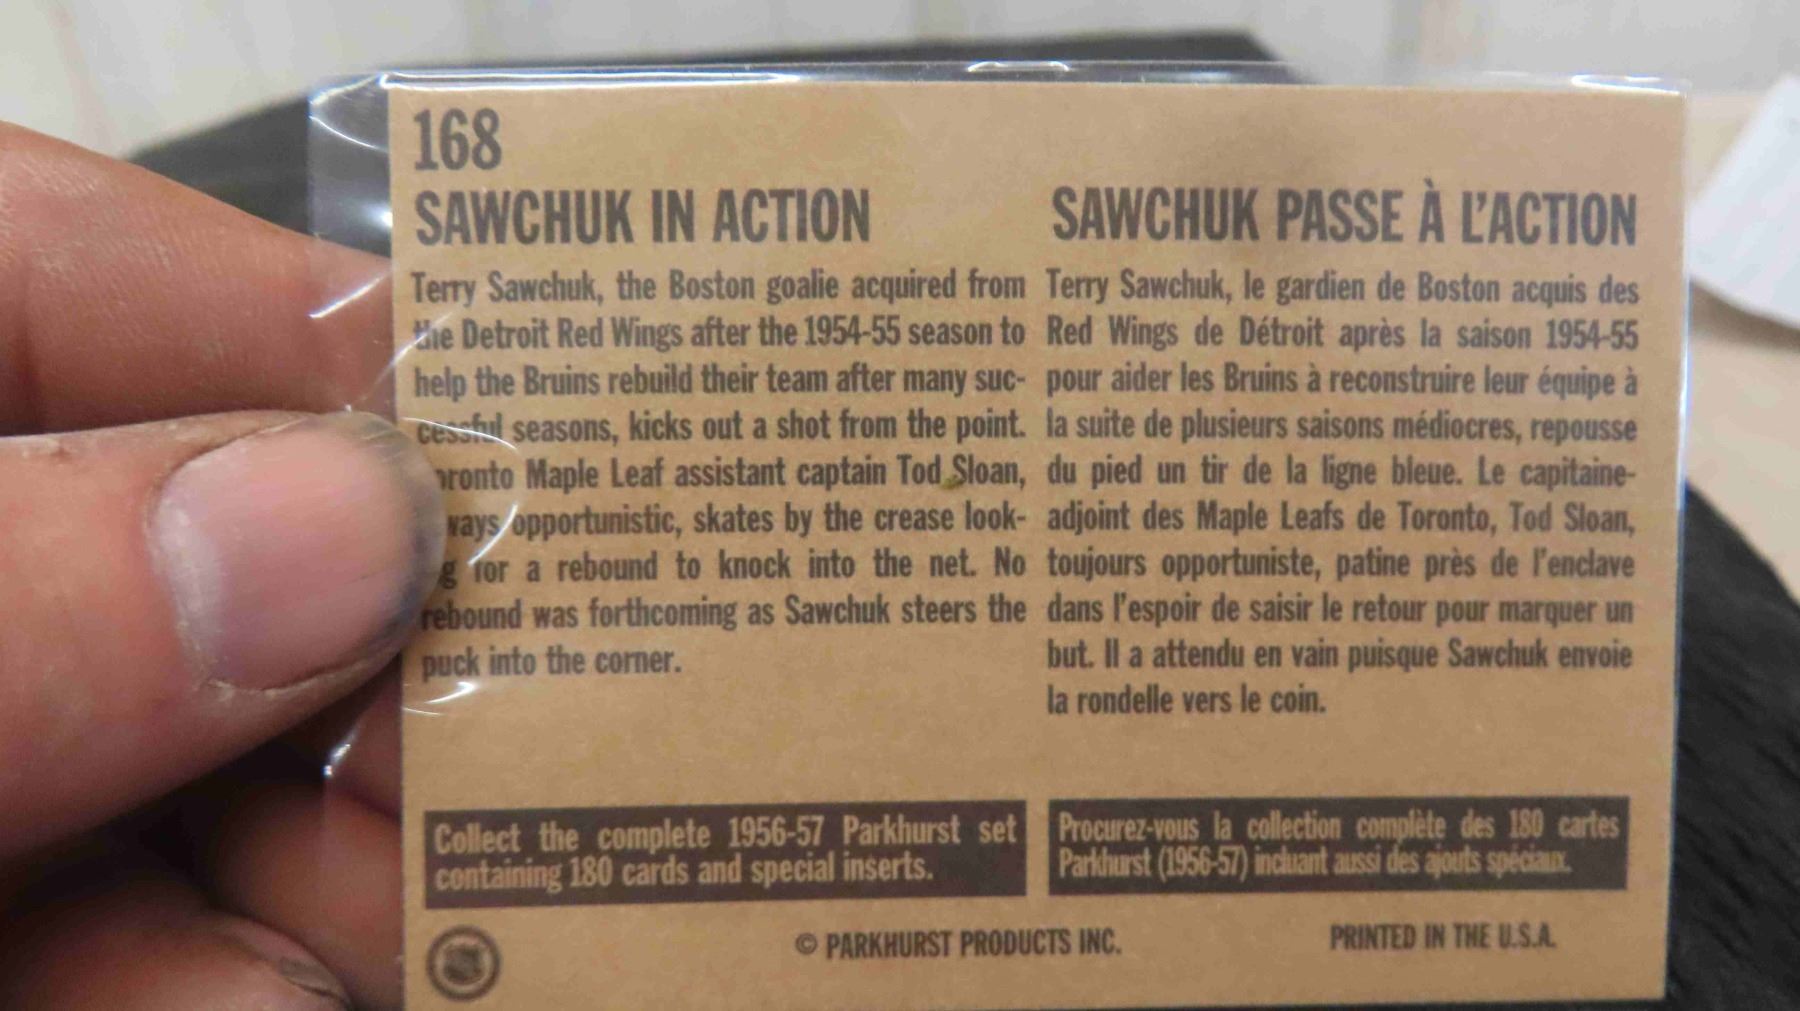 168
SAWCHUK IN ACTION
Terry Sawchuk, the Boston goalie acquired from
the Detroit Red Wings after the 1954-55 season to
help the Bruins rebuild their team after many suc-
cessful seasons, kicks out a shot from the point.
oronto Maple Leaf assistant captain Tod Sloan,
ways opportunistic, skates by the crease look-
g for a rebound to knock into the net. No
rebound was forthcoming as Sawchuk steers the
puck into the corner.
SAWCHUK PASSE À L'ACTION
Terry Sawchuk, le gardien de Boston acquis des
Red Wings de Détroit après la saison 1954-55
pour aider les Bruins à reconstruire leur équipe à
la suite de plusieurs saisons médiocres, repousse
du pied un tir de la ligne bleue. Le capitaine-
adjoint des Maple Leafs de Toronto, Tod Sloan,
toujours opportuniste, patine près de l'enclave
dans l'espoir de saisir le retour pour marquer un
but. Il a attendu en vain puisque Sawchuk envoie
la rondelle vers le coin.
Collect the complete 1956-57 Parkhurst set
containing 180 cards and special inserts.
Procurez-vous la collection complète des 180 cartes
Parkhurst (1956-57) incluant aussi des ajouts spéciaux.
© PARKHURST PRODUCTS INC.
PRINTED IN THE U.S.A.